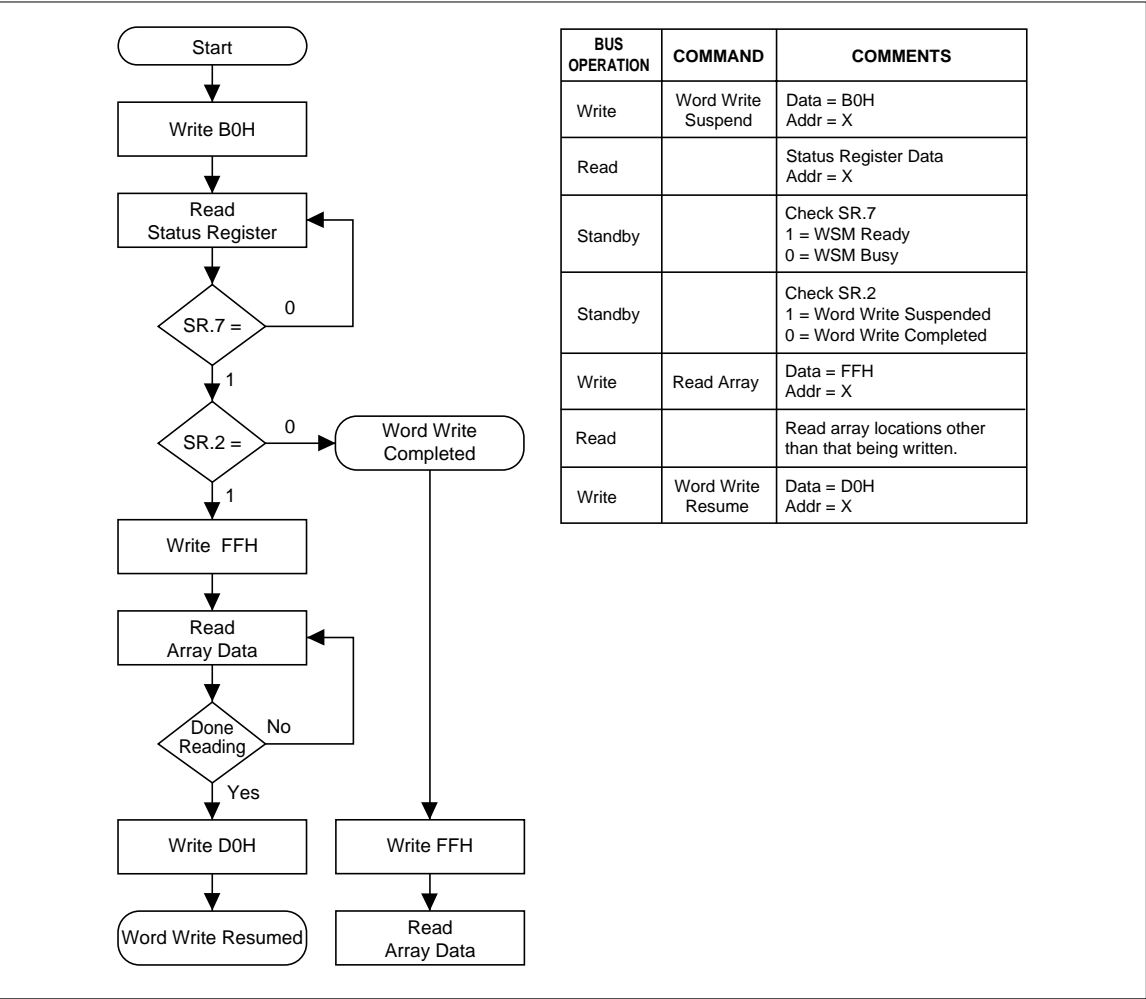 Start
Write B0H
Read
Status Register
SR.7 =
0
1
SR.2 =
0
Word Write
Completed
1
Write FFH
Read
Array Data
Done
Reading
No
Yes
Write D0H
Write FFH
Word Write Resumed
Read
Array Data
BUS
OPERATION
COMMAND
COMMENTS
Write
Word Write
Suspend
Data = B0H
Addr = X
Read
Status Register Data
Addr = X
Standby
Check SR.7
1 = WSM Ready
0 = WSM Busy
Standby
Check SR.2
1 = Word Write Suspended
0 = Word Write Completed
Write
Read Array
Data = FFH
Addr = X
Read
Read array locations other
than that being written.
Write
Word Write
Resume
Data = D0H
Addr = X